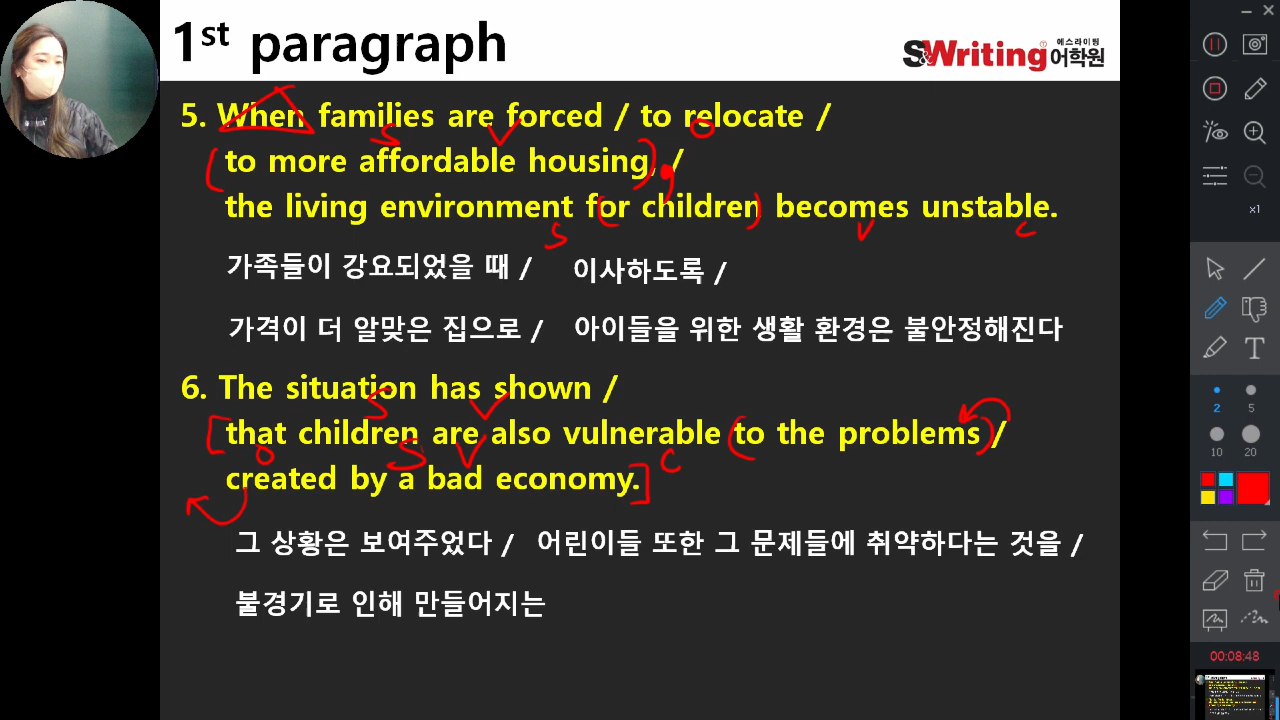 1st paragraph
S&Writing 에스라이팅 어학원
5. When families are forced / to relocate /
to more affordable housing, /
the living environment for children becomes unstable.
가족들이 강요되었을 때 / 이사하도록 /
가격이 더 알맞은 집으로 / 아이들을 위한 생활 환경은 불안정해진다
6. The situation has shown /
that children are also vulnerable to the problems /
created by a bad economy.
그 상황은 보여주었다 / 어린이들 또한 그 문제들에 취약하다는 것을 /
불경기로 인해 만들어지는
S V O
S V C
S V
O S V C
x1
T
2 5
10 20
00:08:48